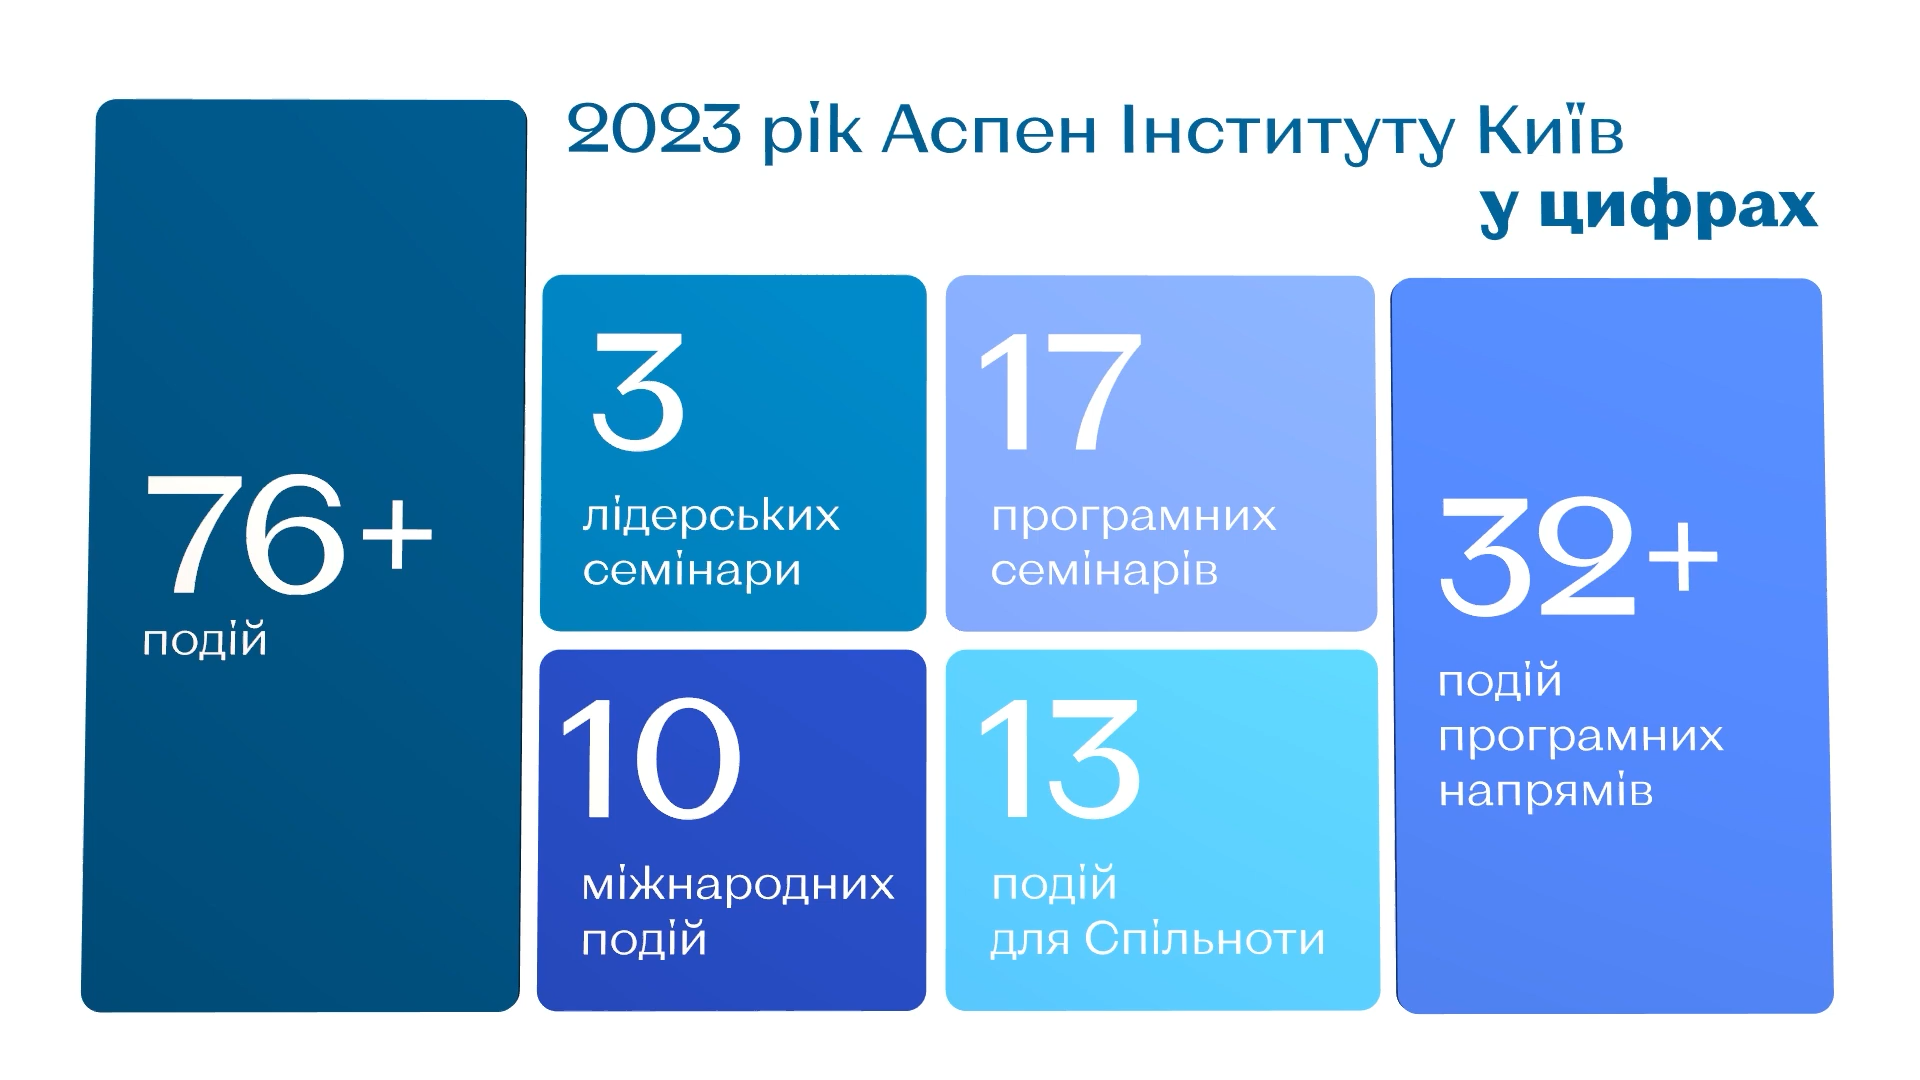 2023 рік Аспен Інституту Київ
у цифрах
76+
подій
3
лідерських
семінари
17
програмних
семінарів
10
міжнародних
подій
13
подій
для Спільноти
32+
подій
програмних
напрямів